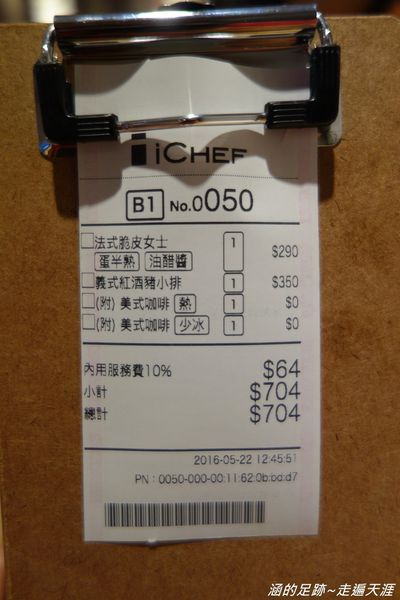 iCHEF
B1 No.0050
法式脆皮女士 1 $290
蛋半熟 油醋醬
義式紅酒豬小排 1 $350
(附) 美式咖啡 熱 1 $0
(附) 美式咖啡 少冰 1 $0
內用服務費10% $64
小計 $704
總計 $704
2016-05-22 12:45:51
PN：0050-000-00:11:62:0b:ba:d7
涵的足跡~走遍天涯